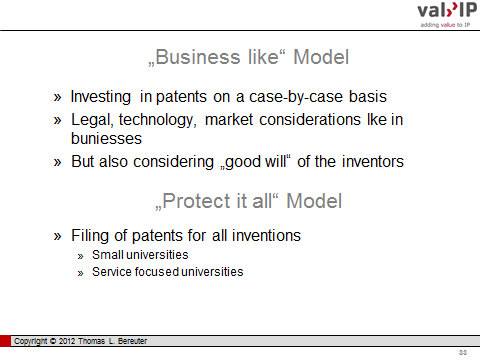 val>>IP
adding value to IP
„Business like“ Model
» Investing in patents on a case-by-case basis
» Legal, technology, market considerations lke in
buniesses
» But also considering „good will“ of the inventors
„Protect it all“ Model
» Filing of patents for all inventions
» Small universities
» Service focused universities
Copyright © 2012 Thomas L. Bereuter